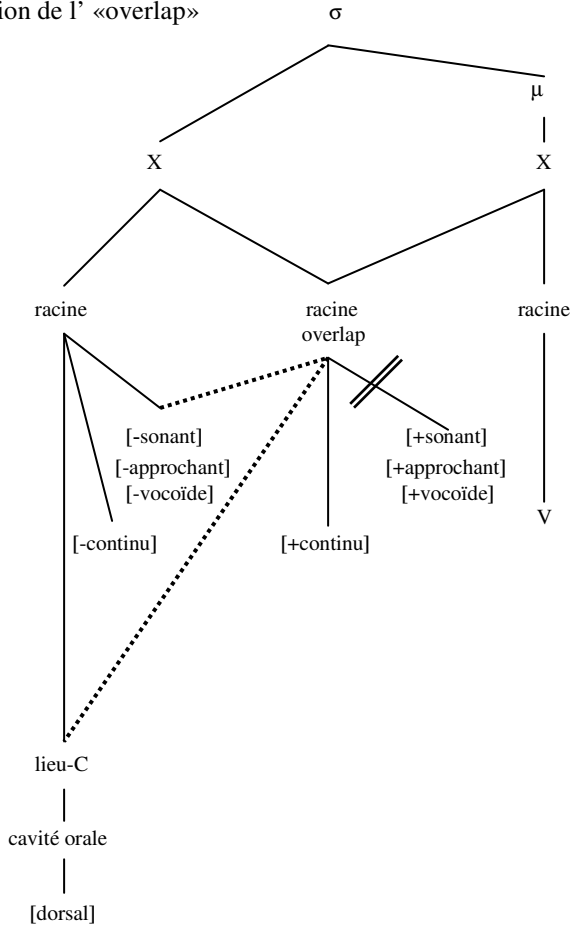 ion de l’ «overlap»
σ
μ
X X
racine racine racine
overlap
[-sonant] [+sonant]
[-approchant] [+approchant]
[-vocoïde] [+vocoïde]
V
[-continu] [+continu]
lieu-C
cavité orale
[dorsal]